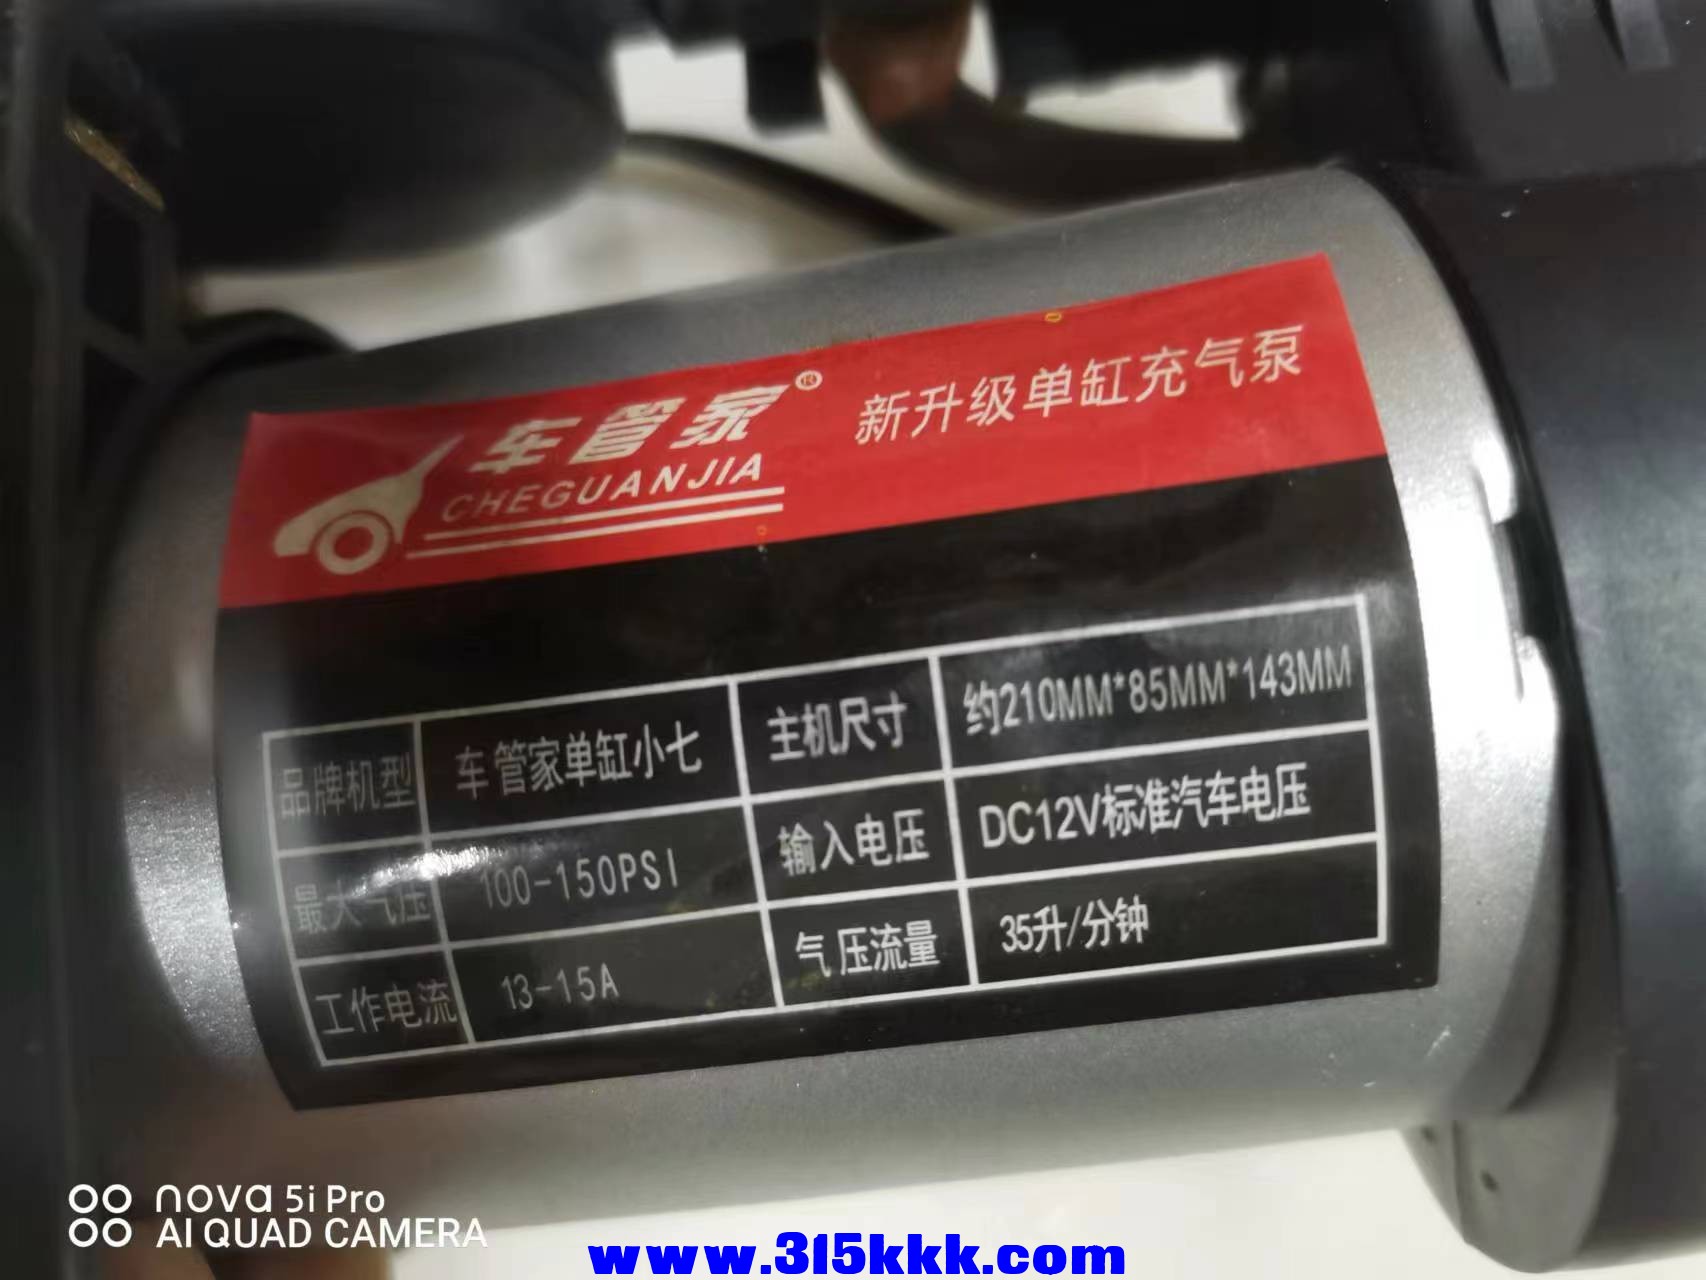 车管家®
CHEGUANJIA
新升级单缸充气泵
品牌机型 车管家单缸小七 主机尺寸 约210MM*85MM*143MM
最大气压 100-150PSI 输入电压 DC12V标准汽车电压
工作电流 13-15A 气压流量 35升/分钟
nova 5i Pro
AI QUAD CAMERA
www.315kkk.com